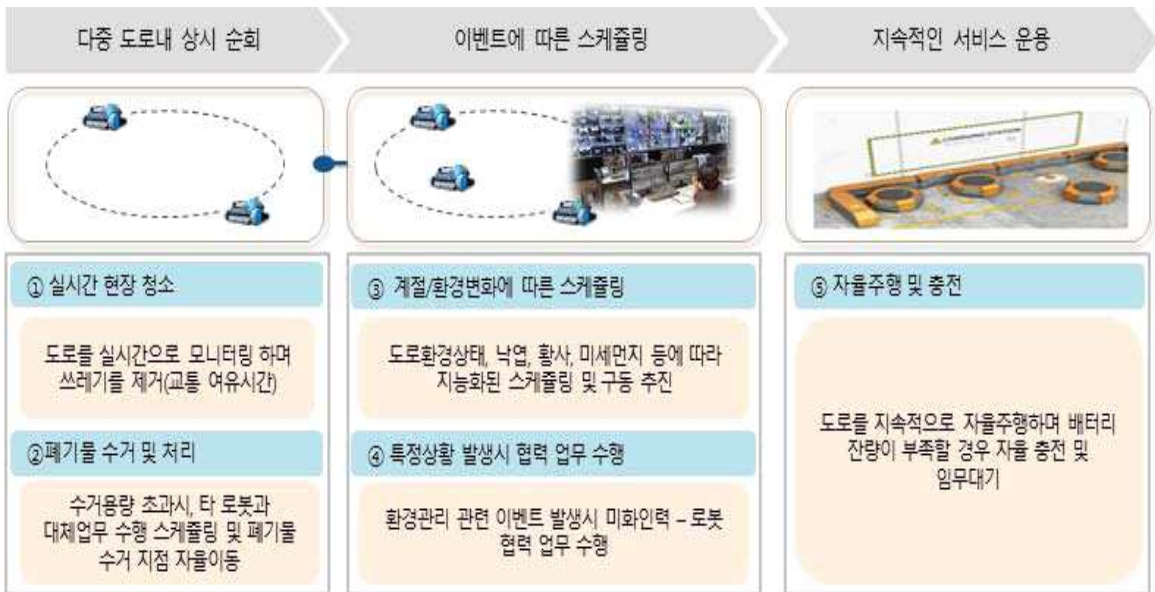 다중 도로내 상시 순회
이벤트에 따른 스케쥴링
지속적인 서비스 운용
① 실시간 현장 청소
도로를 실시간으로 모니터링 하며
쓰레기를 제거(교통 여유시간)
②폐기물 수거 및 처리
수거용량 초과시, 타 로봇과
대체업무 수행 스케쥴링 및 폐기물
수거 지점 자율이동
③ 계절/환경변화에 따른 스케쥴링
도로환경상태, 낙엽, 황사, 미세먼지 등에 따라
지능화된 스케쥴링 및 구동 추진
④ 특정상황 발생시 협력 업무 수행
환경관리 관련 이벤트 발생시 미화인력 – 로봇
협력 업무 수행
⑤ 자율주행 및 충전
도로를 지속적으로 자율주행하며 배터리
잔량이 부족할 경우 자율 충전 및
임무대기